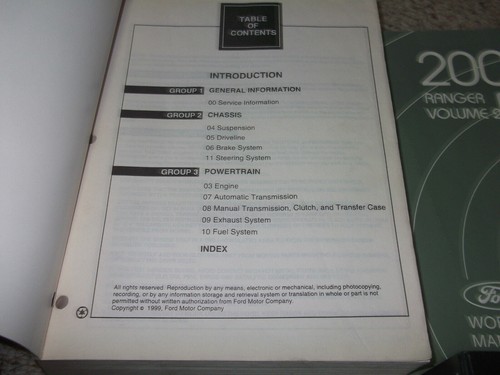 TABLE
OF
CONTENTS
INTRODUCTION
GROUP 1 GENERAL INFORMATION
00 Service Information
GROUP 2 CHASSIS
04 Suspension
05 Driveline
06 Brake System
11 Steering System
GROUP 3 POWERTRAIN
03 Engine
07 Automatic Transmission
08 Manual Transmission, Clutch, and Transfer Case
09 Exhaust System
10 Fuel System
INDEX
All rights reserved. Reproduction by any means, electronic or mechanical, including photocopying,
recording, or by any information storage and retrieval system or translation in whole or part is not
permitted without written authorization from Ford Motor Company.
Copyright © 1999, Ford Motor Company
200
RANGER
VOLUME 2
Fo
WO
MA